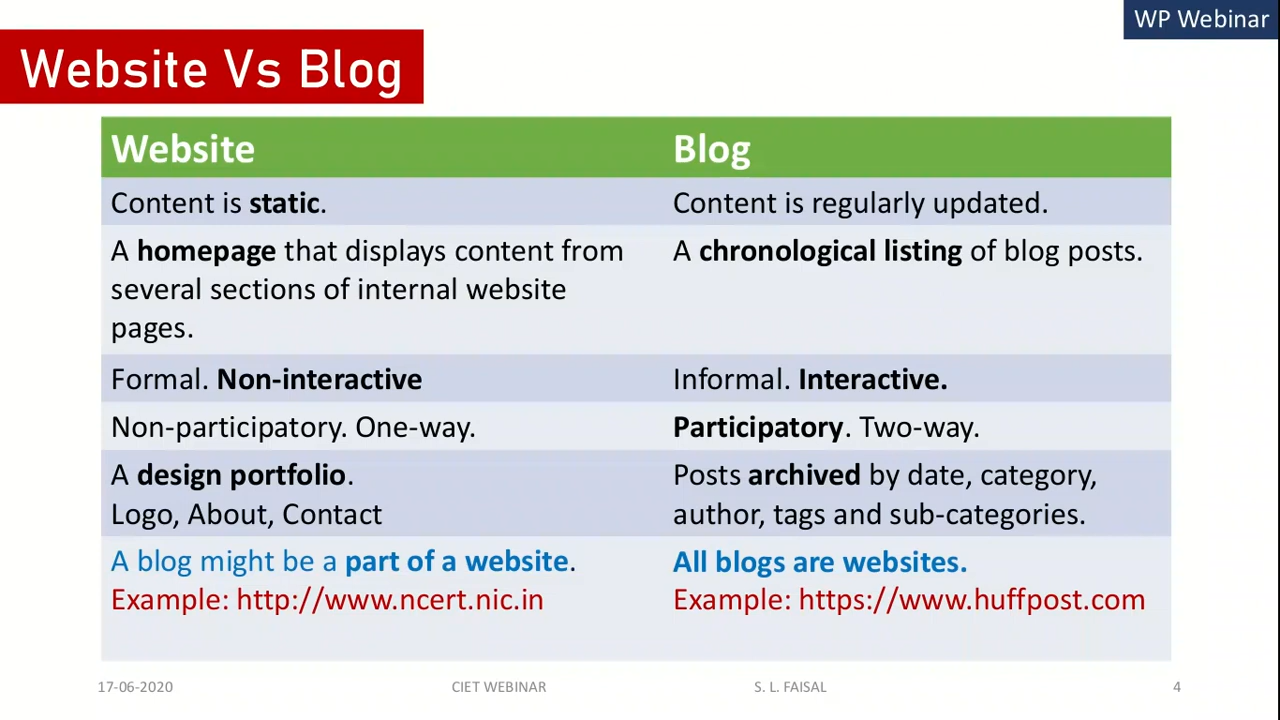 WP Webinar
Website Vs Blog
Website
Blog
Content is static.
Content is regularly updated.
A homepage that displays content from
several sections of internal website
pages.
A chronological listing of blog posts.
Formal. Non-interactive
Informal. Interactive.
Non-participatory. One-way.
Participatory. Two-way.
A design portfolio.
Logo, About, Contact
Posts archived by date, category,
author, tags and sub-categories.
A blog might be a part of a website.
Example: http://www.ncert.nic.in
All blogs are websites.
Example: https://www.huffpost.com
17-06-2020
CIET WEBINAR
S. L. FAISAL
4